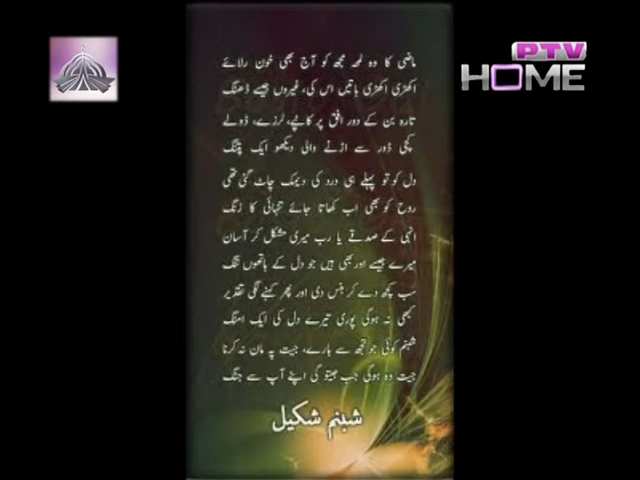 PTV
HOME
ماضی کا وہ لمحہ مجھ کو آج بھی خون رلائے
اکھڑی اکھڑی باتیں اس کی، غیروں جیسے ڈھنگ
تارہ بن کے دور افق پر کانپے، لرزے، ڈولے
کچی ڈور سے اڑنے والی دیکھو ایک پتنگ
دل کو تو پہلے ہی درد کی دیمک چاٹ گئی تھی
روح کو بھی اب کھاتا جائے تنہائی کا زنگ
انہی کے صدقے یا رب میری مشکل کر آسان
میرے جیسے اور بھی ہیں جو دل کے ہاتھوں تنگ
سب کچھ دے کر ہنس دی اور پھر کہنے لگی تقدیر
کبھی نہ ہوگی پوری تیرے دل کی ایک امنگ
شبنم کوئی جو تجھ سے ہارے، جیت پہ مان نہ کرنا
جیت وہ ہوگی جب جیتو گی اپنے آپ سے جنگ
شبنم شکیل